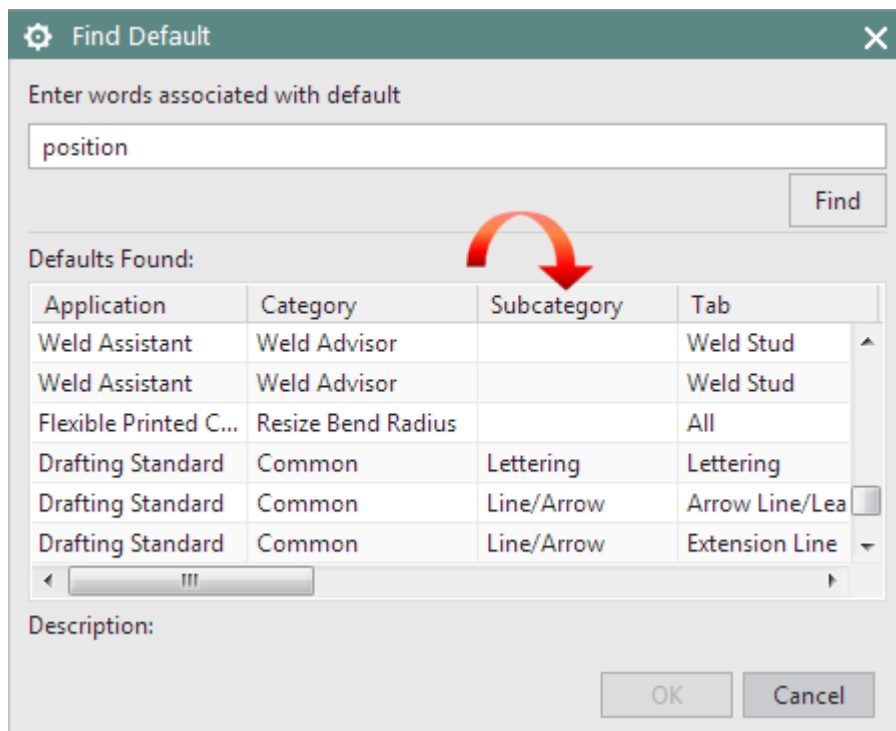 Find Default
Enter words associated with default
position
Find
Defaults Found:
Application Category Subcategory Tab
Weld Assistant Weld Advisor Weld Stud
Weld Assistant Weld Advisor Weld Stud
Flexible Printed C... Resize Bend Radius All
Drafting Standard Common Lettering Lettering
Drafting Standard Common Line/Arrow Arrow Line/Lea
Drafting Standard Common Line/Arrow Extension Line
Description:
OK Cancel